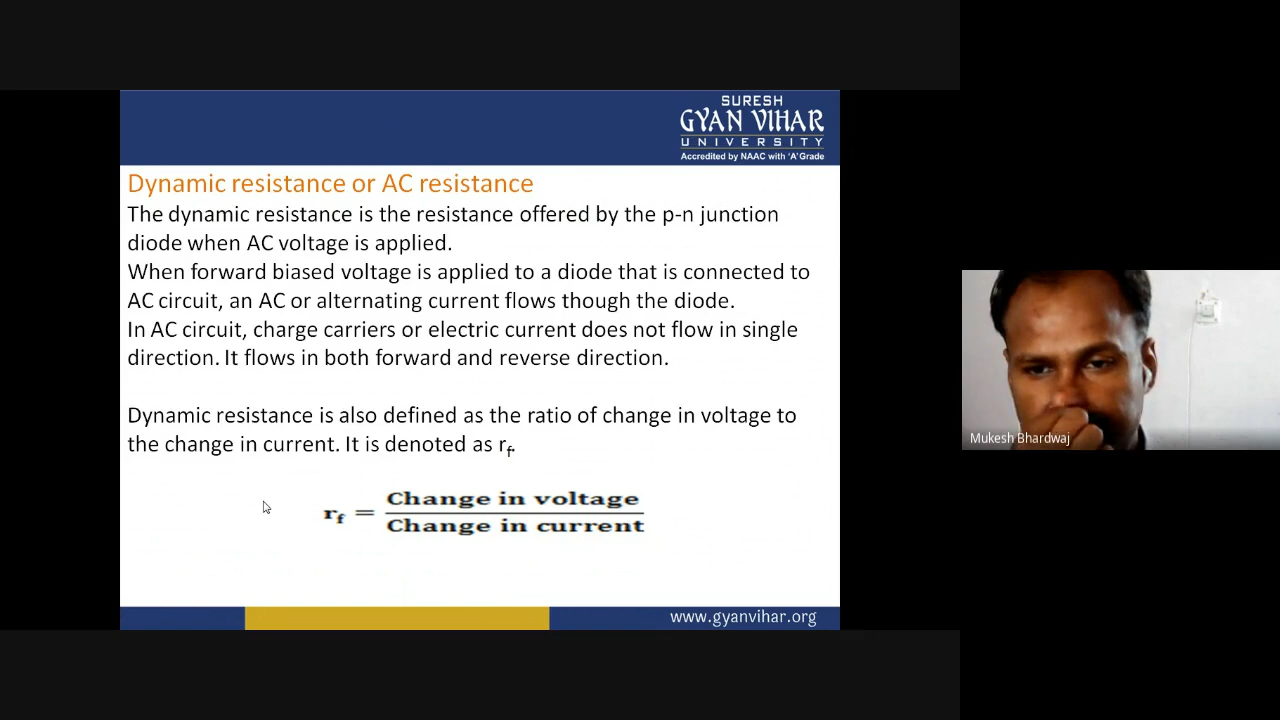 SURESH
GYAN VIHAR
UNIVERSITY
Accredited by NAAC with 'A' Grade
Dynamic resistance or AC resistance
The dynamic resistance is the resistance offered by the p-n junction
diode when AC voltage is applied.
When forward biased voltage is applied to a diode that is connected to
AC circuit, an AC or alternating current flows though the diode.
In AC circuit, charge carriers or electric current does not flow in single
direction. It flows in both forward and reverse direction.
Dynamic resistance is also defined as the ratio of change in voltage to
the change in current. It is denoted as rf.
rf = Change in voltage
Change in current
www.gyanvihar.org
Mukesh Bhardwaj